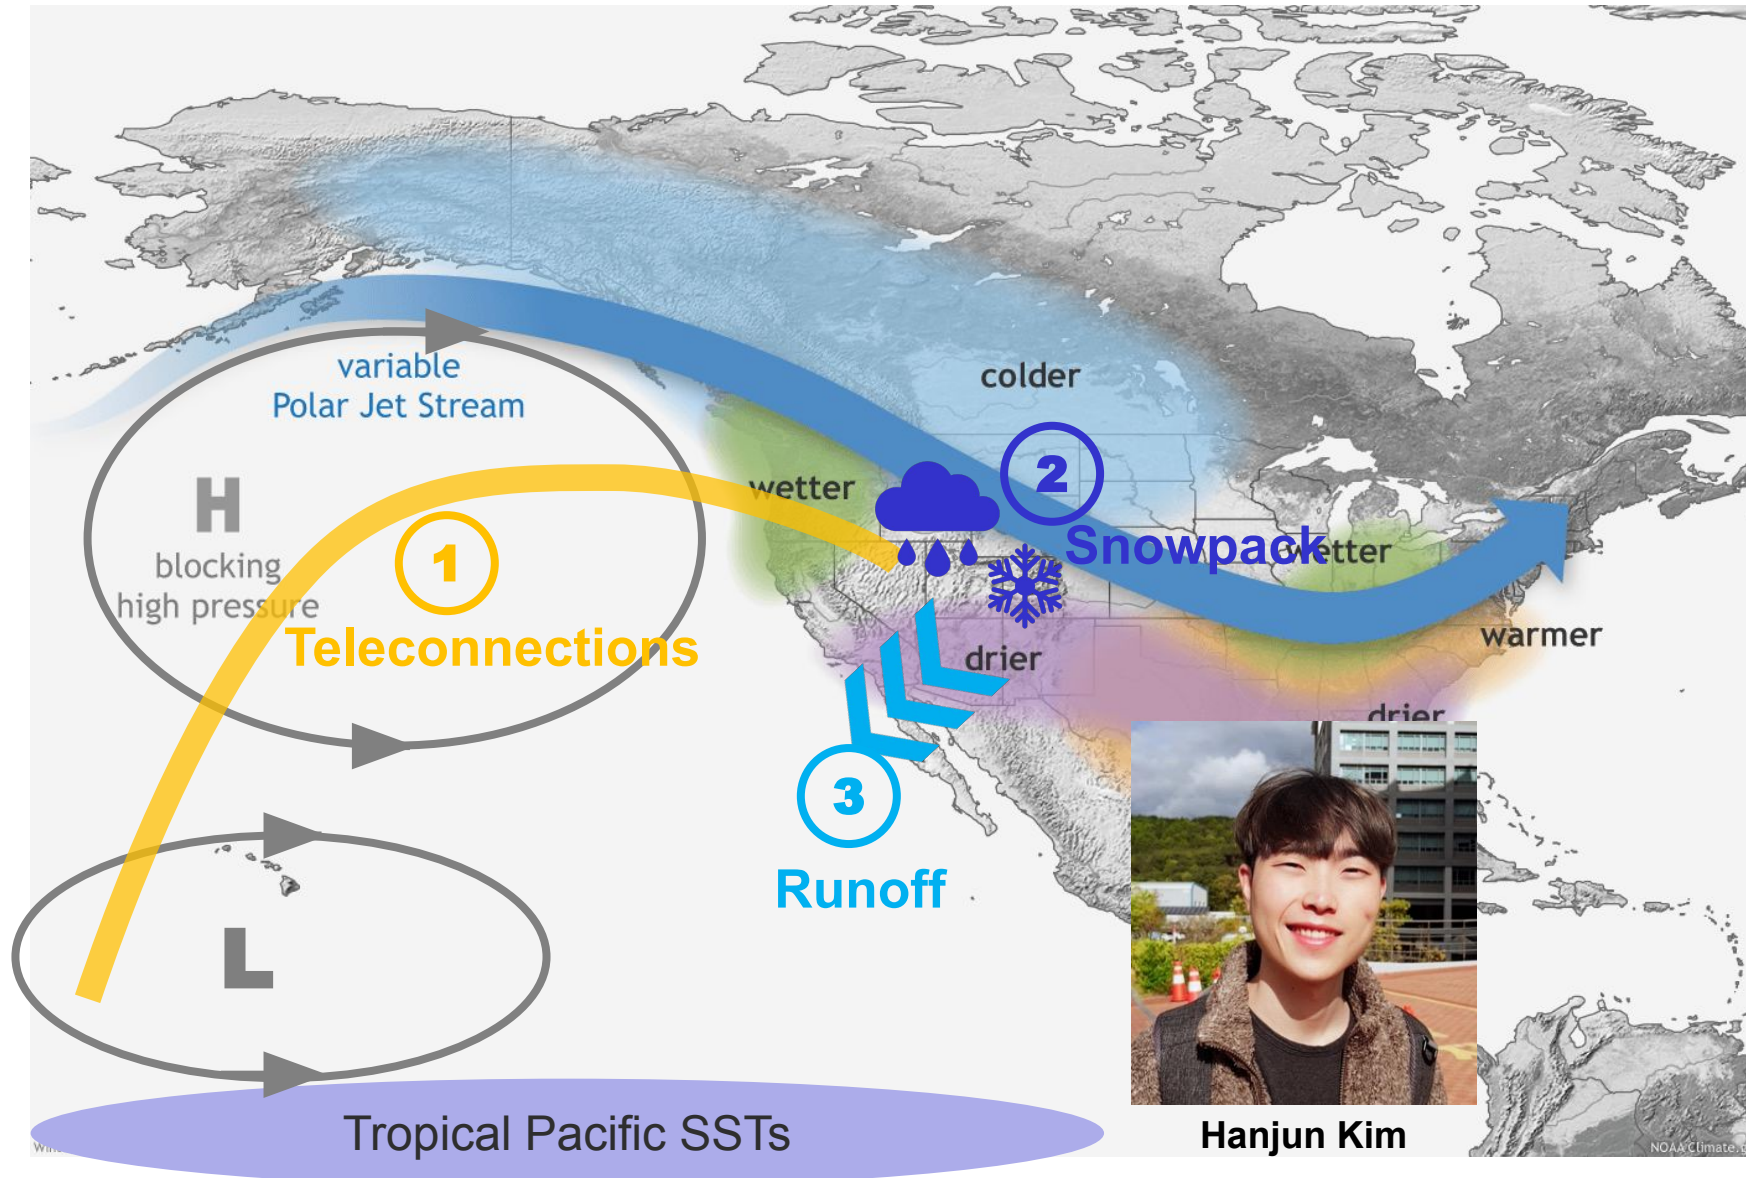 variable
Polar Jet Stream
colder
2
wetter
H
Snowpack
wetter
1
blocking
high pressure
Teleconnections
warmer
drier
drier
3
Runoff
L
Tropical Pacific SSTs
Hanjun Kim
NOAA Climate.g